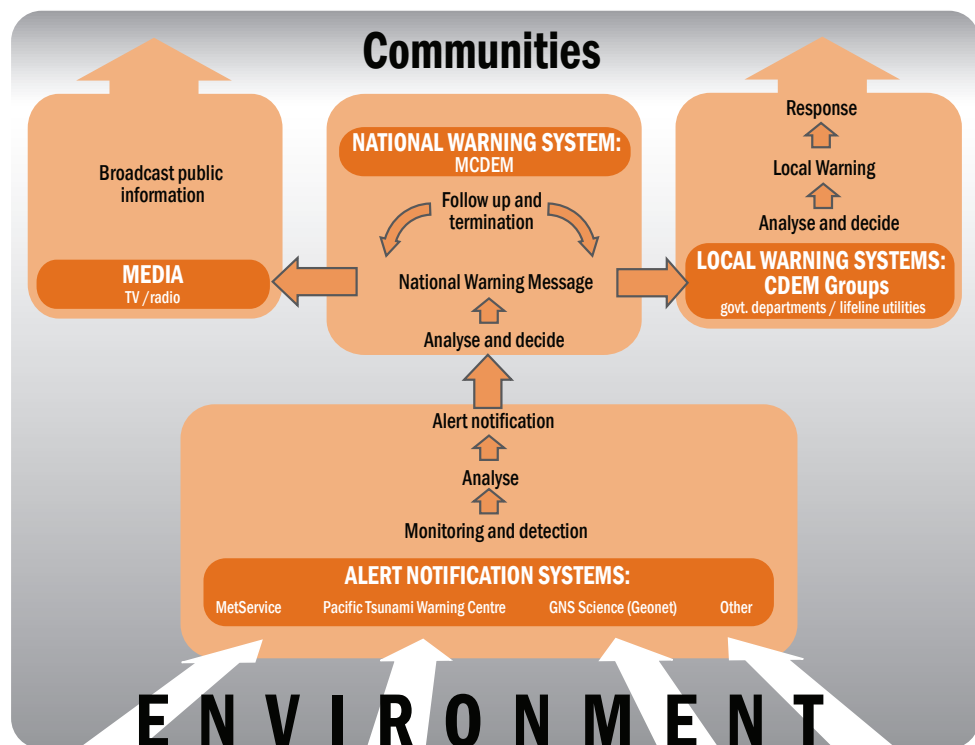 Communities
Broadcast public
information
MEDIA
TV /radio
NATIONAL WARNING SYSTEM:
MCDEM
Follow up and
termination
National Warning Message
Analyse and decide
Response
Local Warning
Analyse and decide
LOCAL WARNING SYSTEMS:
CDEM Groups
govt. departments / lifeline utilities
Alert notification
Analyse
Monitoring and detection
ALERT NOTIFICATION SYSTEMS:
MetService Pacific Tsunami Warning Centre GNS Science (Geonet) Other
ENVIRONMENT